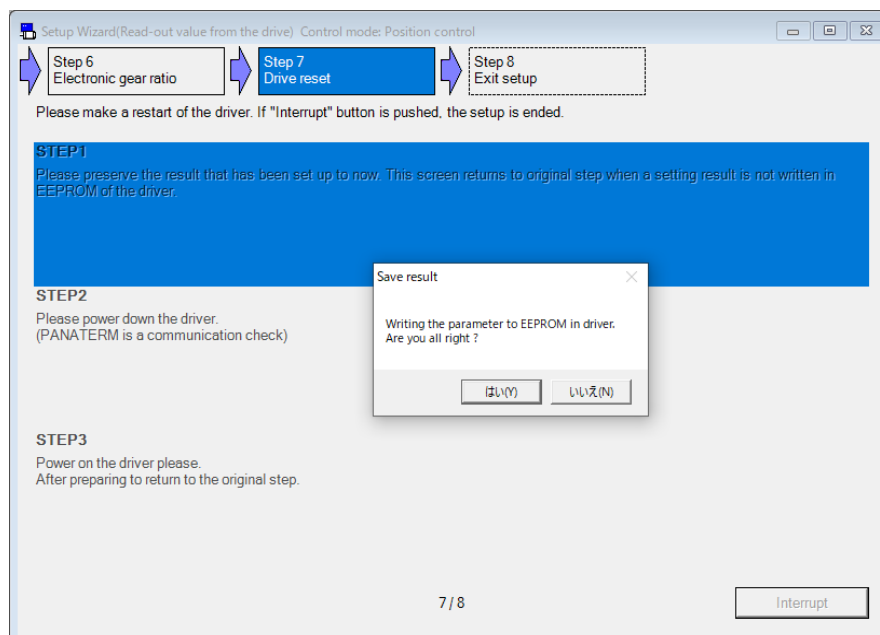 Setup Wizard(Read-out value from the drive) Control mode: Position control
Step 6
Electronic gear ratio
Step 7
Drive reset
Step 8
Exit setup
Please make a restart of the driver. If "Interrupt" button is pushed, the setup is ended.
STEP1
Please preserve the result that has been set up to now. This screen returns to original step when a setting result is not written in
EEPROM of the driver.
Save result
Writing the parameter to EEPROM in driver.
Are you all right ?
はい(Y)
いいえ(N)
STEP2
Please power down the driver.
(PANATERM is a communication check)
STEP3
Power on the driver please.
After preparing to return to the original step.
7 / 8
Interrupt